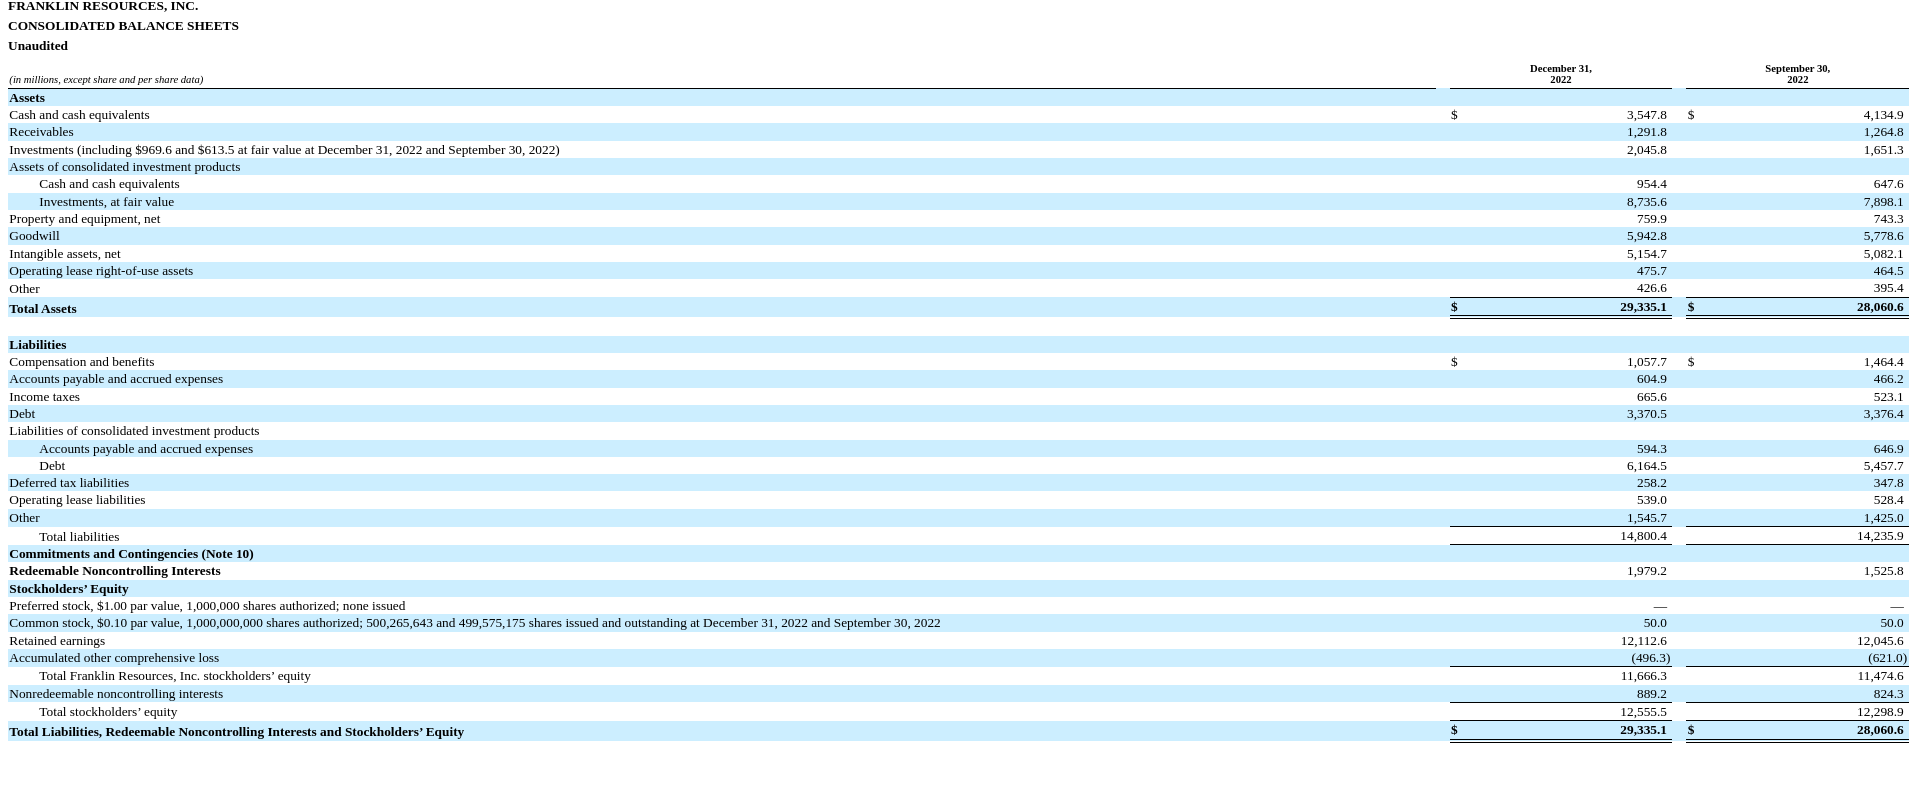 FRANKLIN RESOURCES, INC.
CONSOLIDATED BALANCE SHEETS
Unaudited
(in millions, except share and per share data) December 31, 2022 September 30, 2022
Assets
Cash and cash equivalents $ 3,547.8 $ 4,134.9
Receivables 1,291.8 1,264.8
Investments (including $969.6 and $613.5 at fair value at December 31, 2022 and September 30, 2022) 2,045.8 1,651.3
Assets of consolidated investment products
Cash and cash equivalents 954.4 647.6
Investments, at fair value 8,735.6 7,898.1
Property and equipment, net 759.9 743.3
Goodwill 5,942.8 5,778.6
Intangible assets, net 5,154.7 5,082.1
Operating lease right-of-use assets 475.7 464.5
Other 426.6 395.4
Total Assets $ 29,335.1 $ 28,060.6
Liabilities
Compensation and benefits $ 1,057.7 $ 1,464.4
Accounts payable and accrued expenses 604.9 466.2
Income taxes 665.6 523.1
Debt 3,370.5 3,376.4
Liabilities of consolidated investment products
Accounts payable and accrued expenses 594.3 646.9
Debt 6,164.5 5,457.7
Deferred tax liabilities 258.2 347.8
Operating lease liabilities 539.0 528.4
Other 1,545.7 1,425.0
Total liabilities 14,800.4 14,235.9
Commitments and Contingencies (Note 10)
Redeemable Noncontrolling Interests 1,979.2 1,525.8
Stockholders’ Equity
Preferred stock, $1.00 par value, 1,000,000 shares authorized; none issued — —
Common stock, $0.10 par value, 1,000,000,000 shares authorized; 500,265,643 and 499,575,175 shares issued and outstanding at December 31, 2022 and September 30, 2022 50.0 50.0
Retained earnings 12,112.6 12,045.6
Accumulated other comprehensive loss (496.3) (621.0)
Total Franklin Resources, Inc. stockholders’ equity 11,666.3 11,474.6
Nonredeemable noncontrolling interests 889.2 824.3
Total stockholders’ equity 12,555.5 12,298.9
Total Liabilities, Redeemable Noncontrolling Interests and Stockholders’ Equity $ 29,335.1 $ 28,060.6